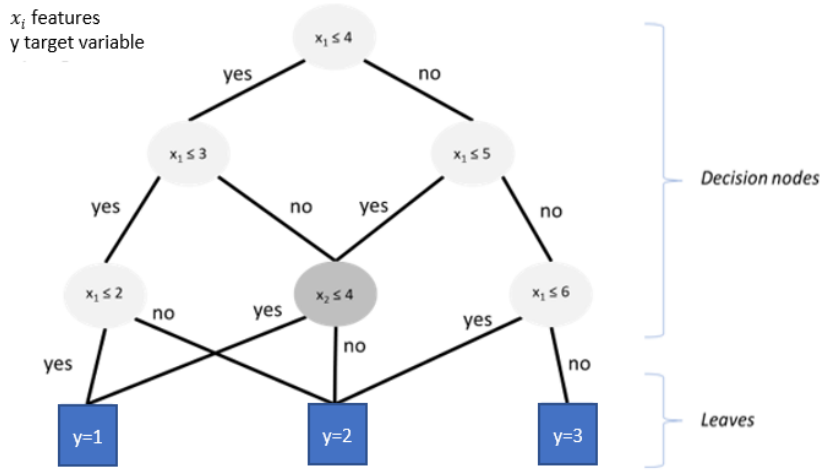 xᵢ features
y target variable
x₁ ≤ 4
yes
no
x₁ ≤ 3
x₁ ≤ 5
Decision nodes
yes
no
yes
no
x₁ ≤ 2
x₂ ≤ 4
x₁ ≤ 6
no
yes
yes
no
yes
no
y=1
y=2
y=3
Leaves